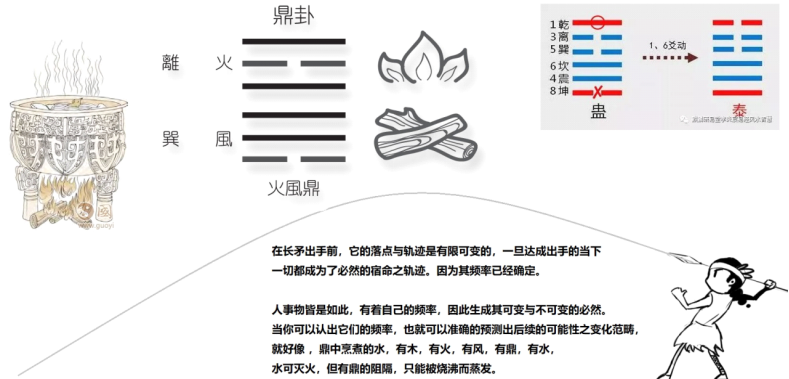 鼎卦
離 火
巽 風
火風鼎
www.guoyi
1乾
3离
5巽
6坎
4震
8坤
1、6爻动
蛊
泰
在长矛出手前，它的落点与轨迹是有限可变的，一旦达成出手的当下
一切都成为了必然的宿命之轨迹。因为其频率已经确定。
人事物皆是如此，有着自己的频率，因此生成其可变与不可变的必然。
当你可以认出它们的频率，也就可以准确的预测出后续的可能性之变化范畴，
就好像 ，鼎中烹煮的水，有木，有火，有风，有鼎，有水，
水可灭火，但有鼎的阻隔，只能被烧沸而蒸发。